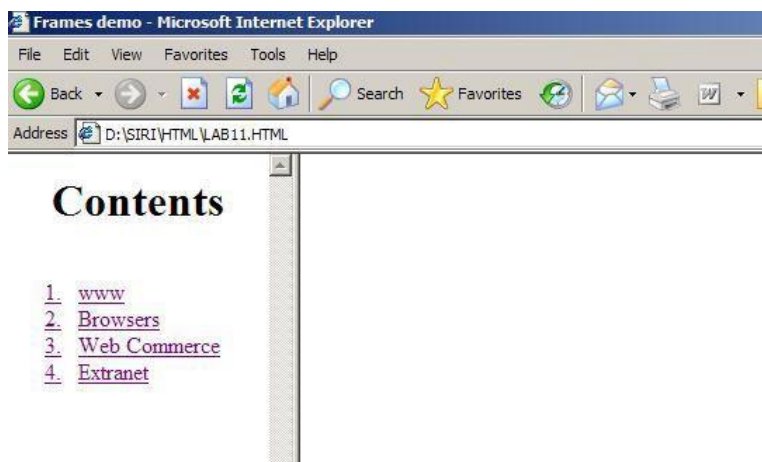 Frames demo - Microsoft Internet Explorer
File Edit View Favorites Tools Help
Back Search Favorites W
Address D:\SIRI\HTML\LAB11.HTML
Contents
1. www
2. Browsers
3. Web Commerce
4. Extranet